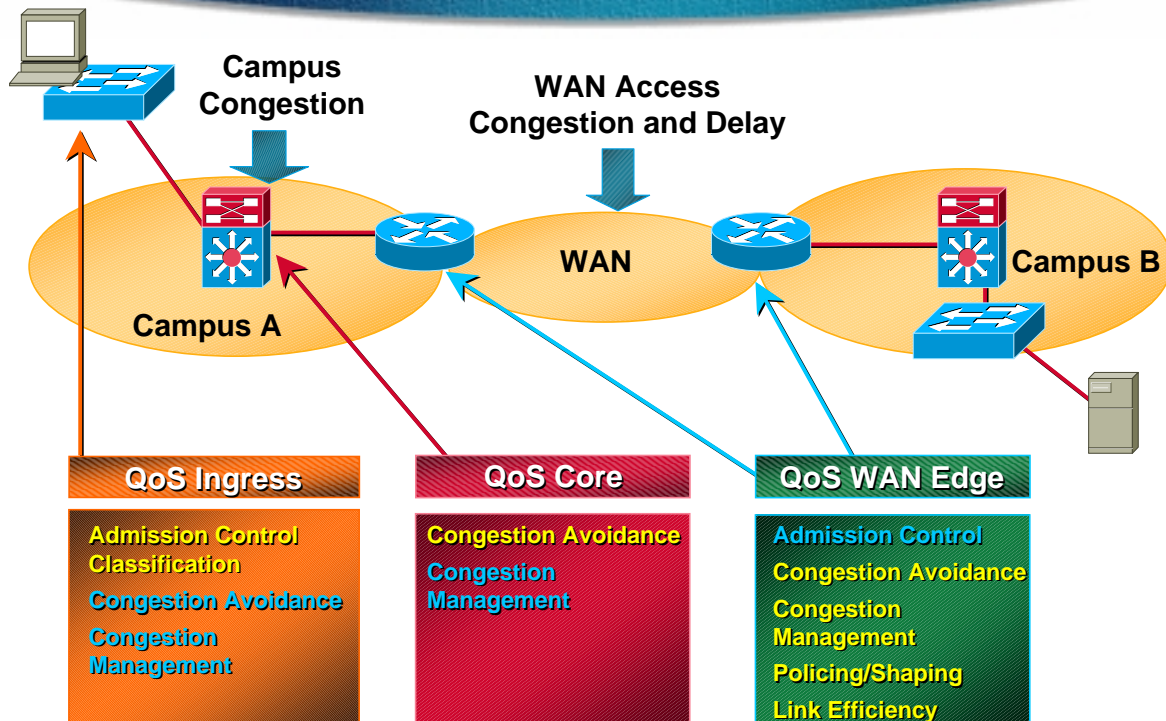 Campus
Congestion
WAN Access
Congestion and Delay
WAN
Campus B
Campus A
QoS Ingress
Admission Control
Classification
Congestion Avoidance
Congestion
Management
QoS Core
Congestion Avoidance
Congestion
Management
QoS WAN Edge
Admission Control
Congestion Avoidance
Congestion
Management
Policing/Shaping
Link Efficiency